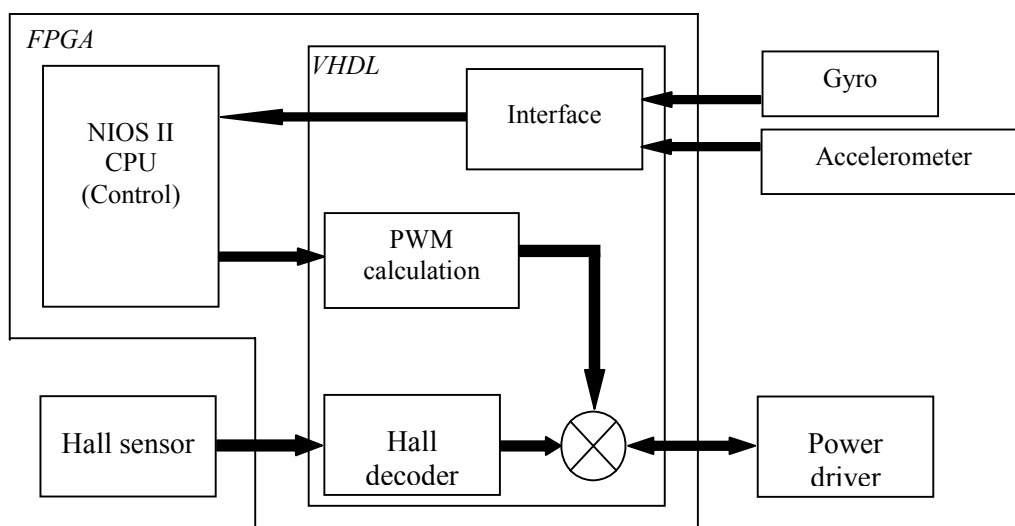 FPGA
VHDL
NIOS II
CPU
(Control)
Interface
Gyro
Accelerometer
PWM
calculation
Hall sensor
Hall
decoder
Power
driver